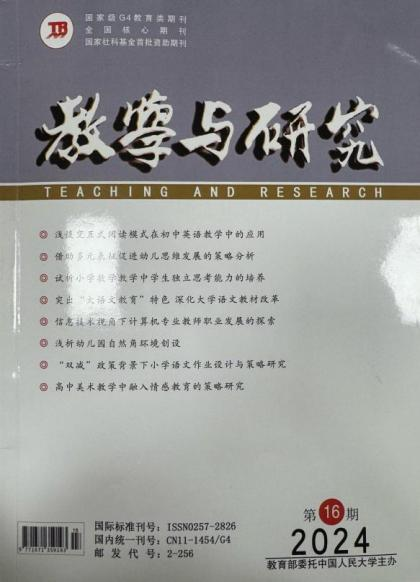 国家级G4教育类期刊
全国核心期刊
国家社科基金首批资助期刊
教学与研究
TEACHING AND RESEARCH
◎ 浅谈交互式阅读模式在初中英语教学中的应用
◎ 借助多元表征促进幼儿思维发展的策略分析
◎ 试析小学数学教学中学生独立思考能力的培养
◎ 突出“大语文教育”特色 深化大学语文教材改革
◎ 信息技术视角下计算机专业教师职业发展的探索
◎ 浅析幼儿园自然角环境创设
◎ “双减”政策背景下小学语文作业设计与策略研究
◎ 高中美术教学中融入情感教育的策略研究
国际标准刊号：ISSN0257-2826
国内统一刊号：CN11-1454/G4
邮发代号：2-256
第16期
2024
教育部委托中国人民大学主办